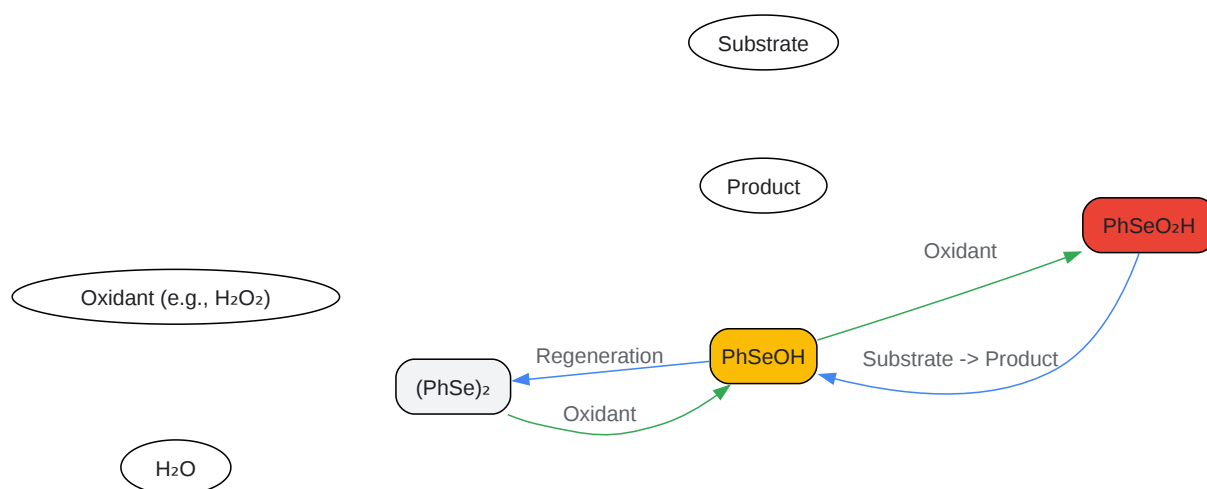 Substrate
Product
PhSeO₂H
Oxidant
Oxidant (e.g., H₂O₂)
Regeneration
PhSeOH
Substrate -> Product
(PhSe)₂
Oxidant
H₂O